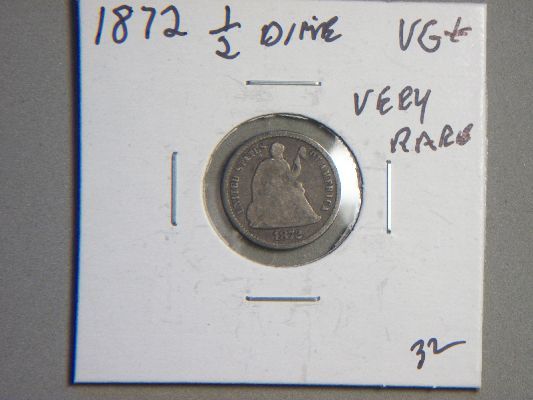 1872 1/2 DIME VG+
VERY
RARE
UNITED STATES OF AMERICA
1872
32